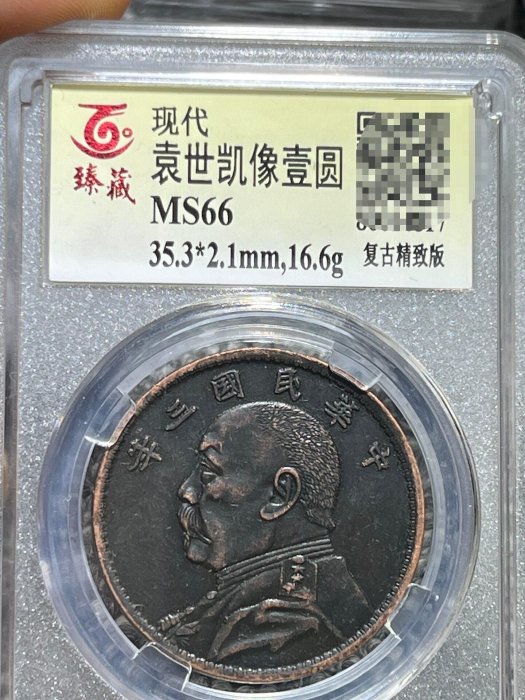 现代
臻藏
袁世凯像壹圆
MS66
35.3*2.1mm,16.6g
复古精致版
中華民國三年